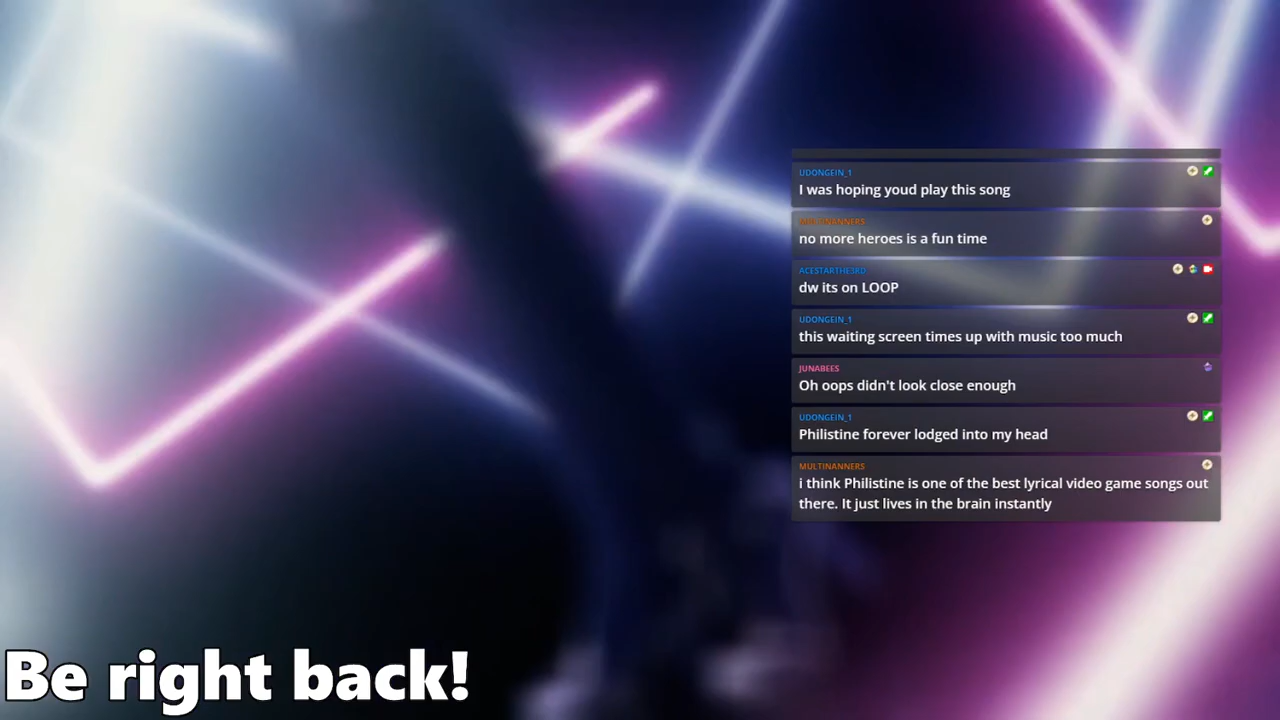 UDONGEIN_1
I was hoping youd play this song
MULTINANNERS
no more heroes is a fun time
ACESTARTHE3RD
dw its on LOOP
UDONGEIN_1
this waiting screen times up with music too much
JUNABEES
Oh oops didn't look close enough
UDONGEIN_1
Philistine forever lodged into my head
MULTINANNERS
i think Philistine is one of the best lyrical video game songs out
there. It just lives in the brain instantly
Be right back!